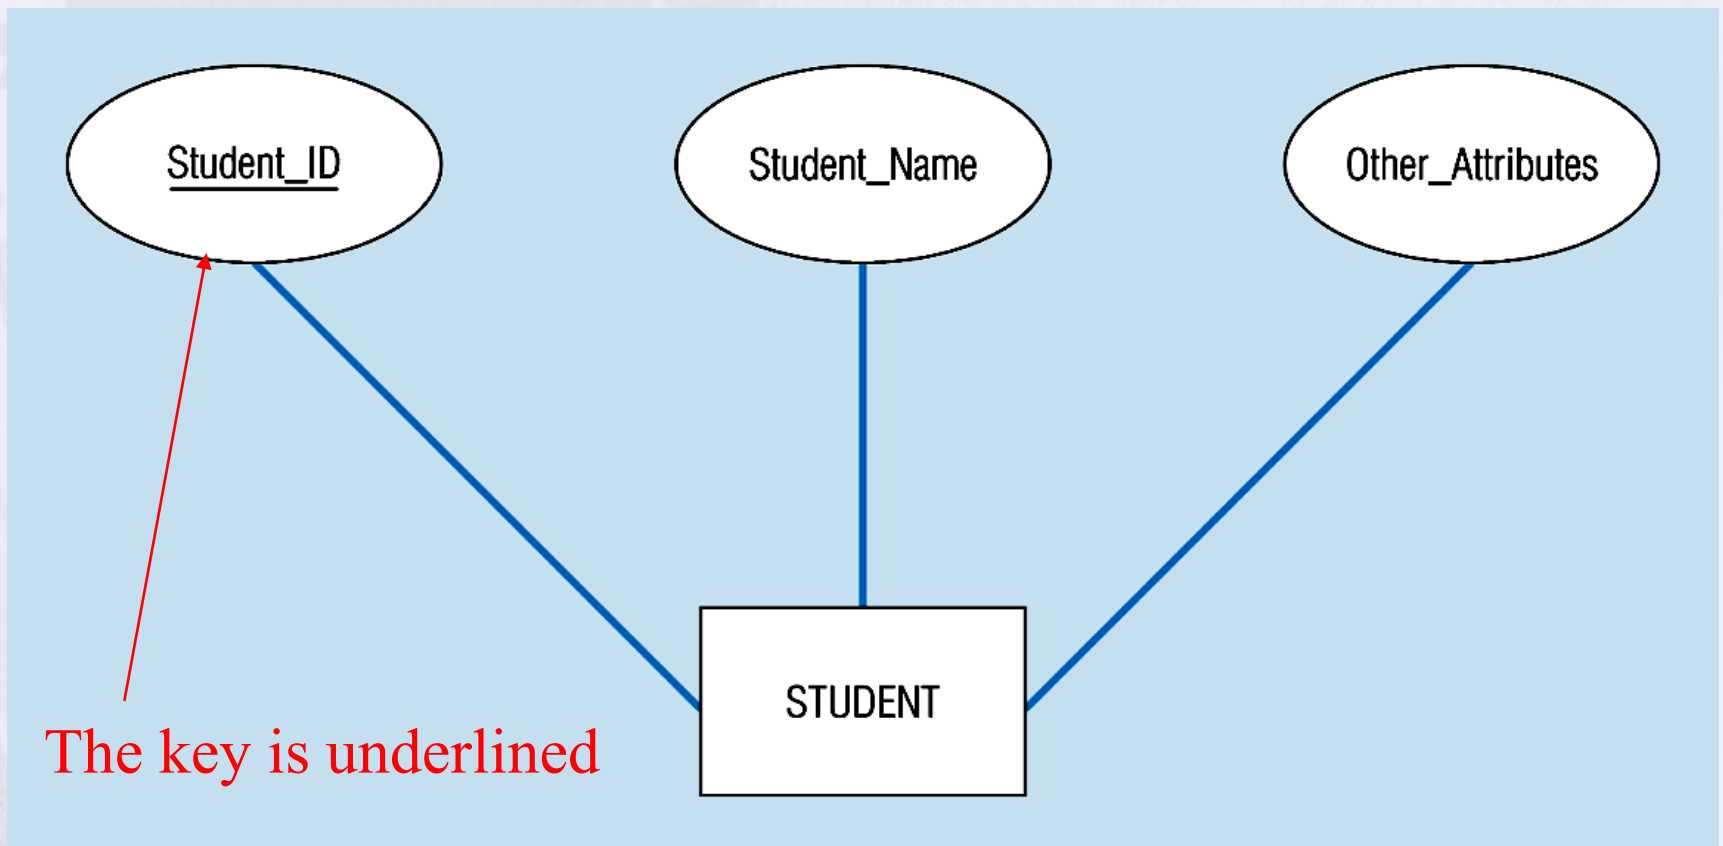 Student_ID
Student_Name
Other_Attributes
STUDENT
The key is underlined